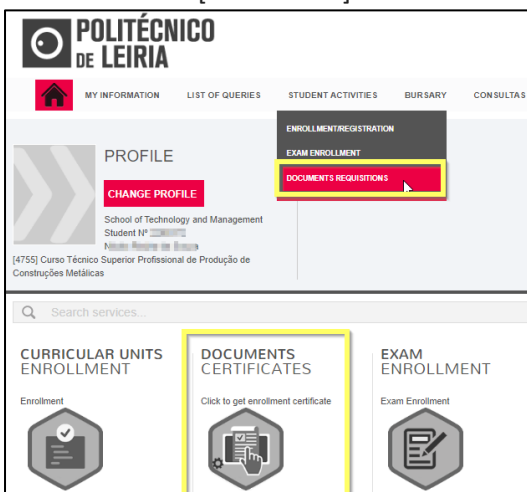 POLITÉCNICO
DE LEIRIA
MY INFORMATION LIST OF QUERIES STUDENT ACTIVITIES BURSARY CONSULTAS
ENROLLMENT/REGISTRATION
EXAM ENROLLMENT
DOCUMENTS REQUISITIONS
PROFILE
CHANGE PROFILE
School of Technology and Management
Student Nº
[4755] Curso Técnico Superior Profissional de Produção de
Construções Metálicas
Search services...
CURRICULAR UNITS
ENROLLMENT
Enrollment
DOCUMENTS
CERTIFICATES
Click to get enrollment certificate
EXAM
ENROLLMENT
Exam Enrollment